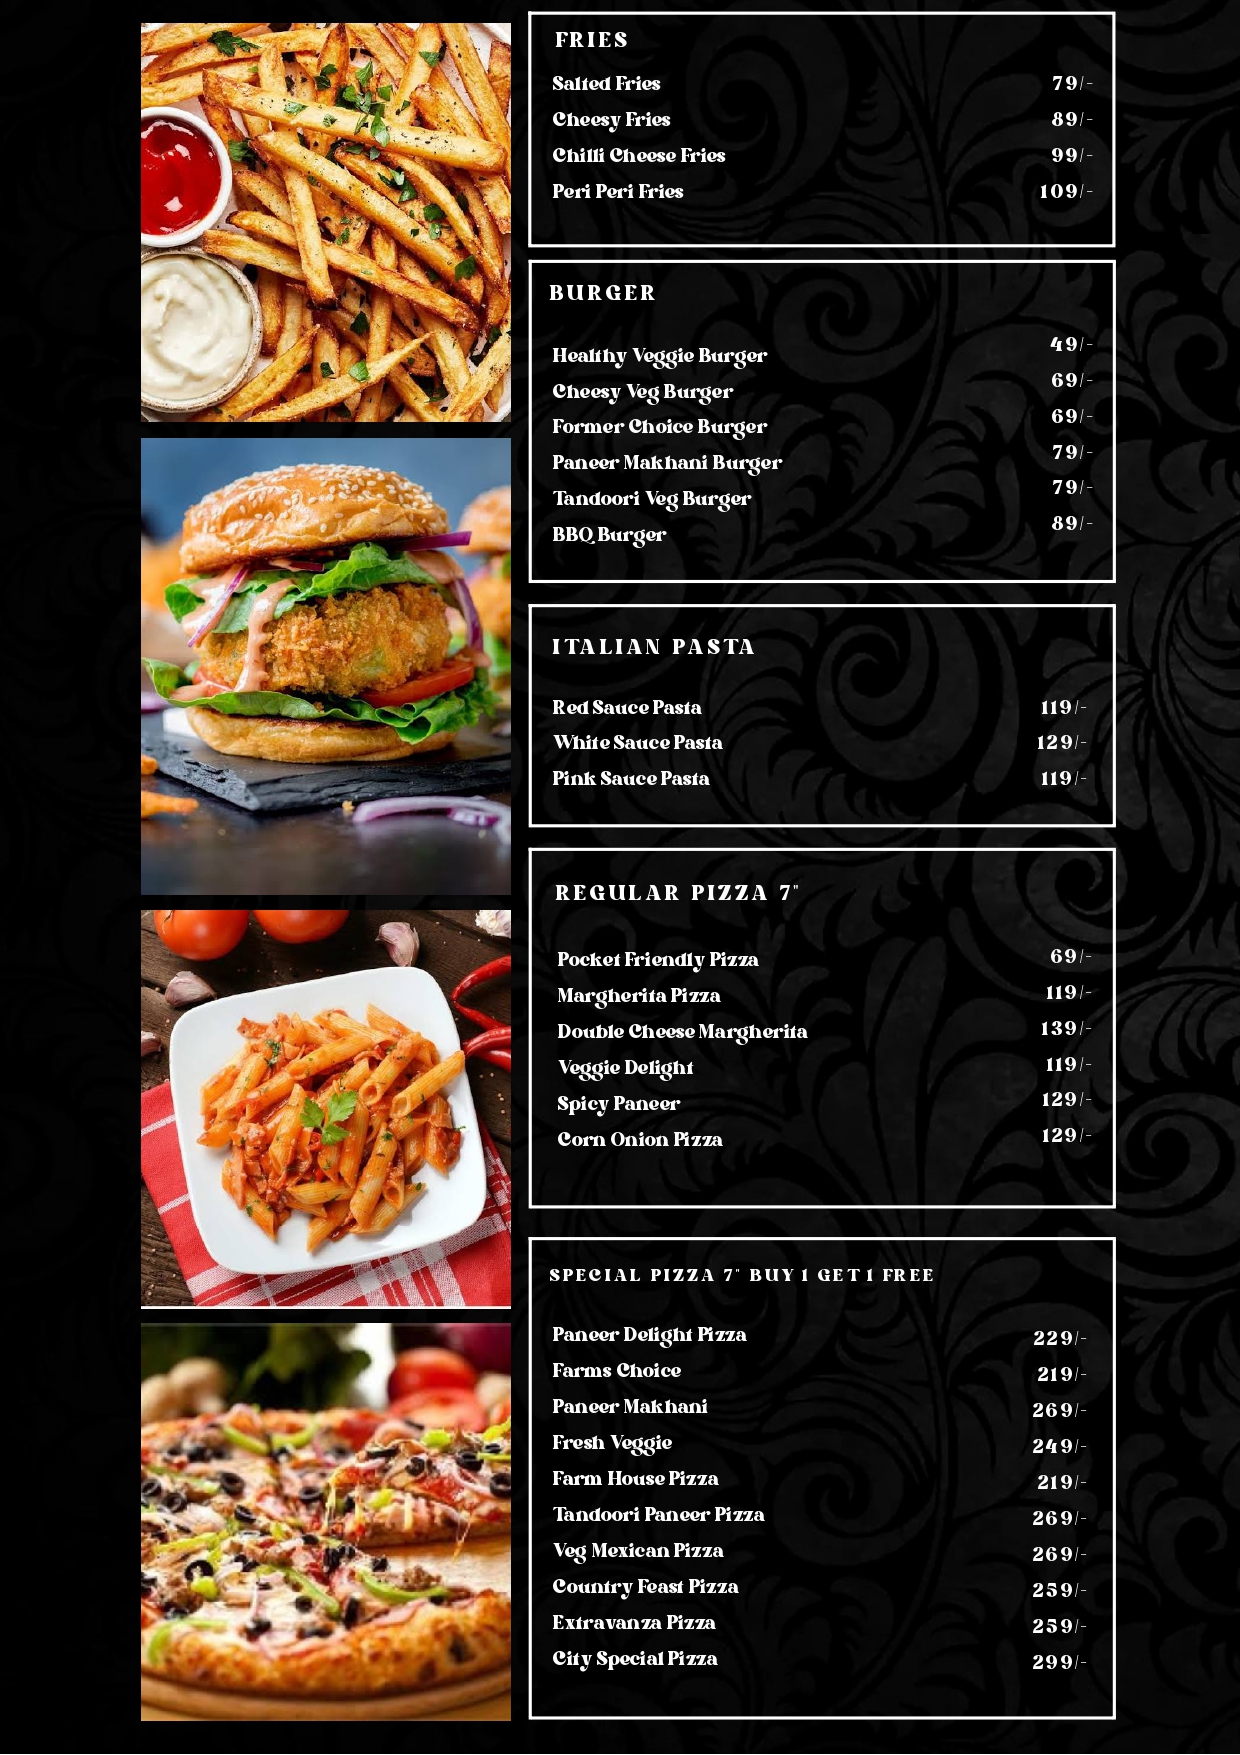 FRIES
Salted Fries 79/-
Cheesy Fries 89/-
Chilli Cheese Fries 99/-
Peri Peri Fries 109/-
BURGER
Healthy Veggie Burger 49/-
Cheesy Veg Burger 69/-
Former Choice Burger 69/-
Paneer Makhani Burger 79/-
Tandoori Veg Burger 79/-
BBQ Burger 89/-
ITALIAN PASTA
Red Sauce Pasta 119/-
White Sauce Pasta 129/-
Pink Sauce Pasta 119/-
REGULAR PIZZA 7"
Pocket Friendly Pizza 69/-
Margherita Pizza 119/-
Double Cheese Margherita 139/-
Veggie Delight 119/-
Spicy Paneer 129/-
Corn Onion Pizza 129/-
SPECIAL PIZZA 7" BUY 1 GET 1 FREE
Paneer Delight Pizza 229/-
Farms Choice 219/-
Paneer Makhani 269/-
Fresh Veggie 249/-
Farm House Pizza 219/-
Tandoori Paneer Pizza 269/-
Veg Mexican Pizza 269/-
Country Feast Pizza 259/-
Extravanza Pizza 259/-
City Special Pizza 299/-